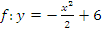 f: y = −x²/2 + 6